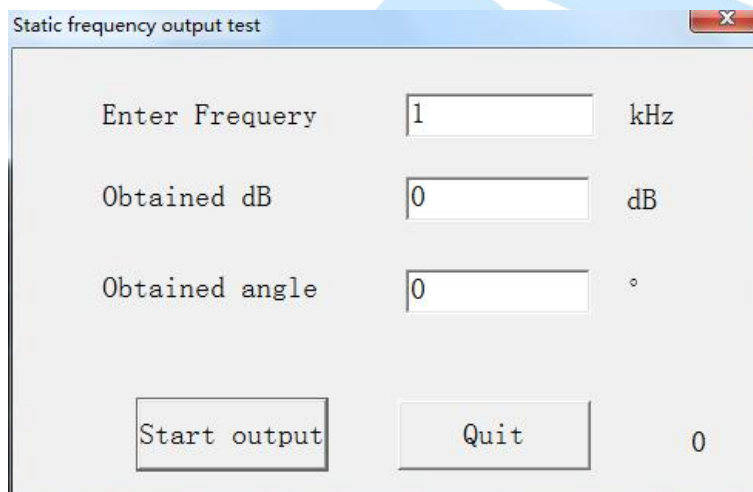 Static frequency output test
Enter Frequery 1 kHz
Obtained dB 0 dB
Obtained angle 0 °
Start output Quit 0